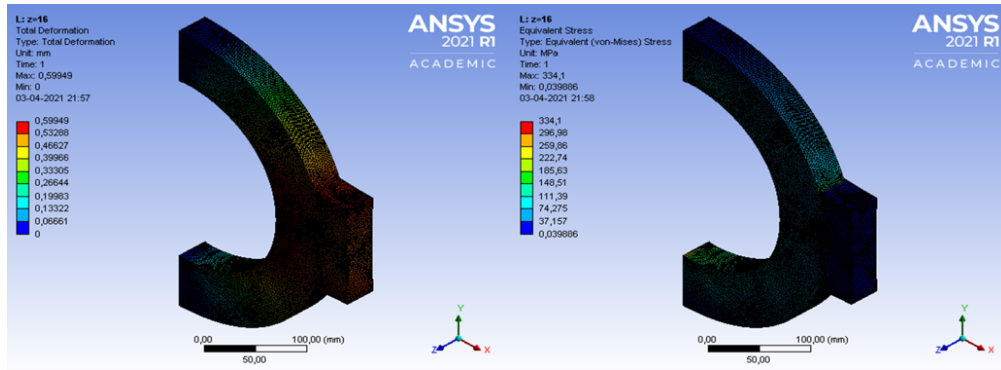 L: z=16
Total Deformation
Type: Total Deformation
Unit: mm
Time: 1
Max: 0,59949
Min: 0
03-04-2021 21:57
0,59949
0,53288
0,46627
0,39966
0,33305
0,26644
0,19983
0,13322
0,06661
0
ANSYS
2021 R1
ACADEMIC
0,00
100,00 (mm)
50,00
Y
Z
X
L: z=16
Equivalent Stress
Type: Equivalent (von-Mises) Stress
Unit: MPa
Time: 1
Max: 334,1
Min: 0,039886
03-04-2021 21:58
334,1
296,98
259,86
222,74
185,63
148,51
111,39
74,275
37,157
0,039886
ANSYS
2021 R1
ACADEMIC
0,00
100,00 (mm)
50,00
Y
Z
X